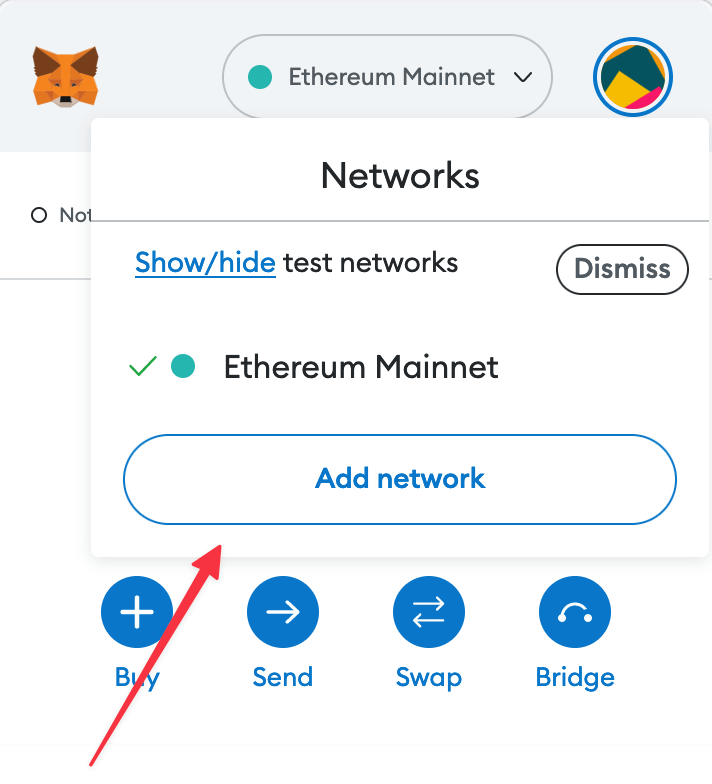 Ethereum Mainnet
Networks
Not
Show/hide test networks
Dismiss
Ethereum Mainnet
Add network
Buy
Send
Swap
Bridge